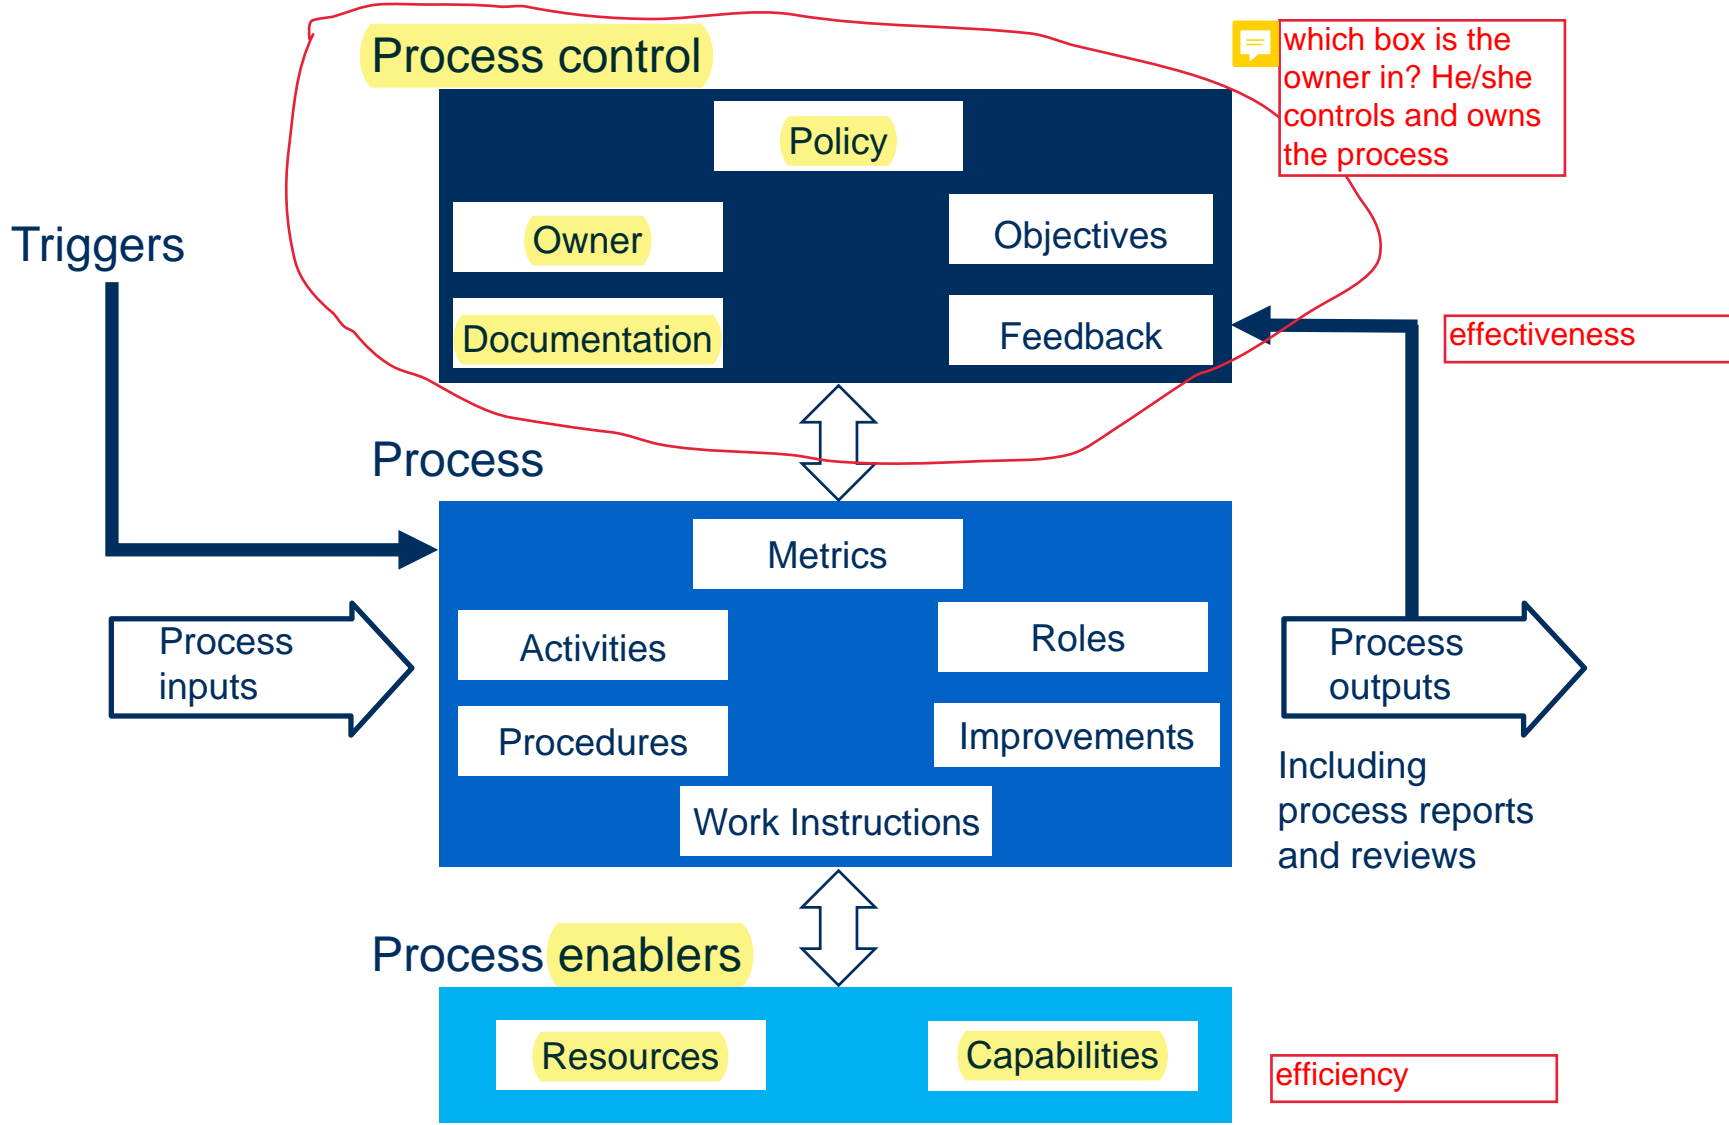 Process control
which box is the
owner in? He/she
controls and owns
the process
Policy
Owner
Objectives
Triggers
Documentation
Feedback
effectiveness
Process
Metrics
Activities
Roles
Process
inputs
Process
outputs
Procedures
Improvements
Work Instructions
Including
process reports
and reviews
Process enablers
Resources
Capabilities
efficiency